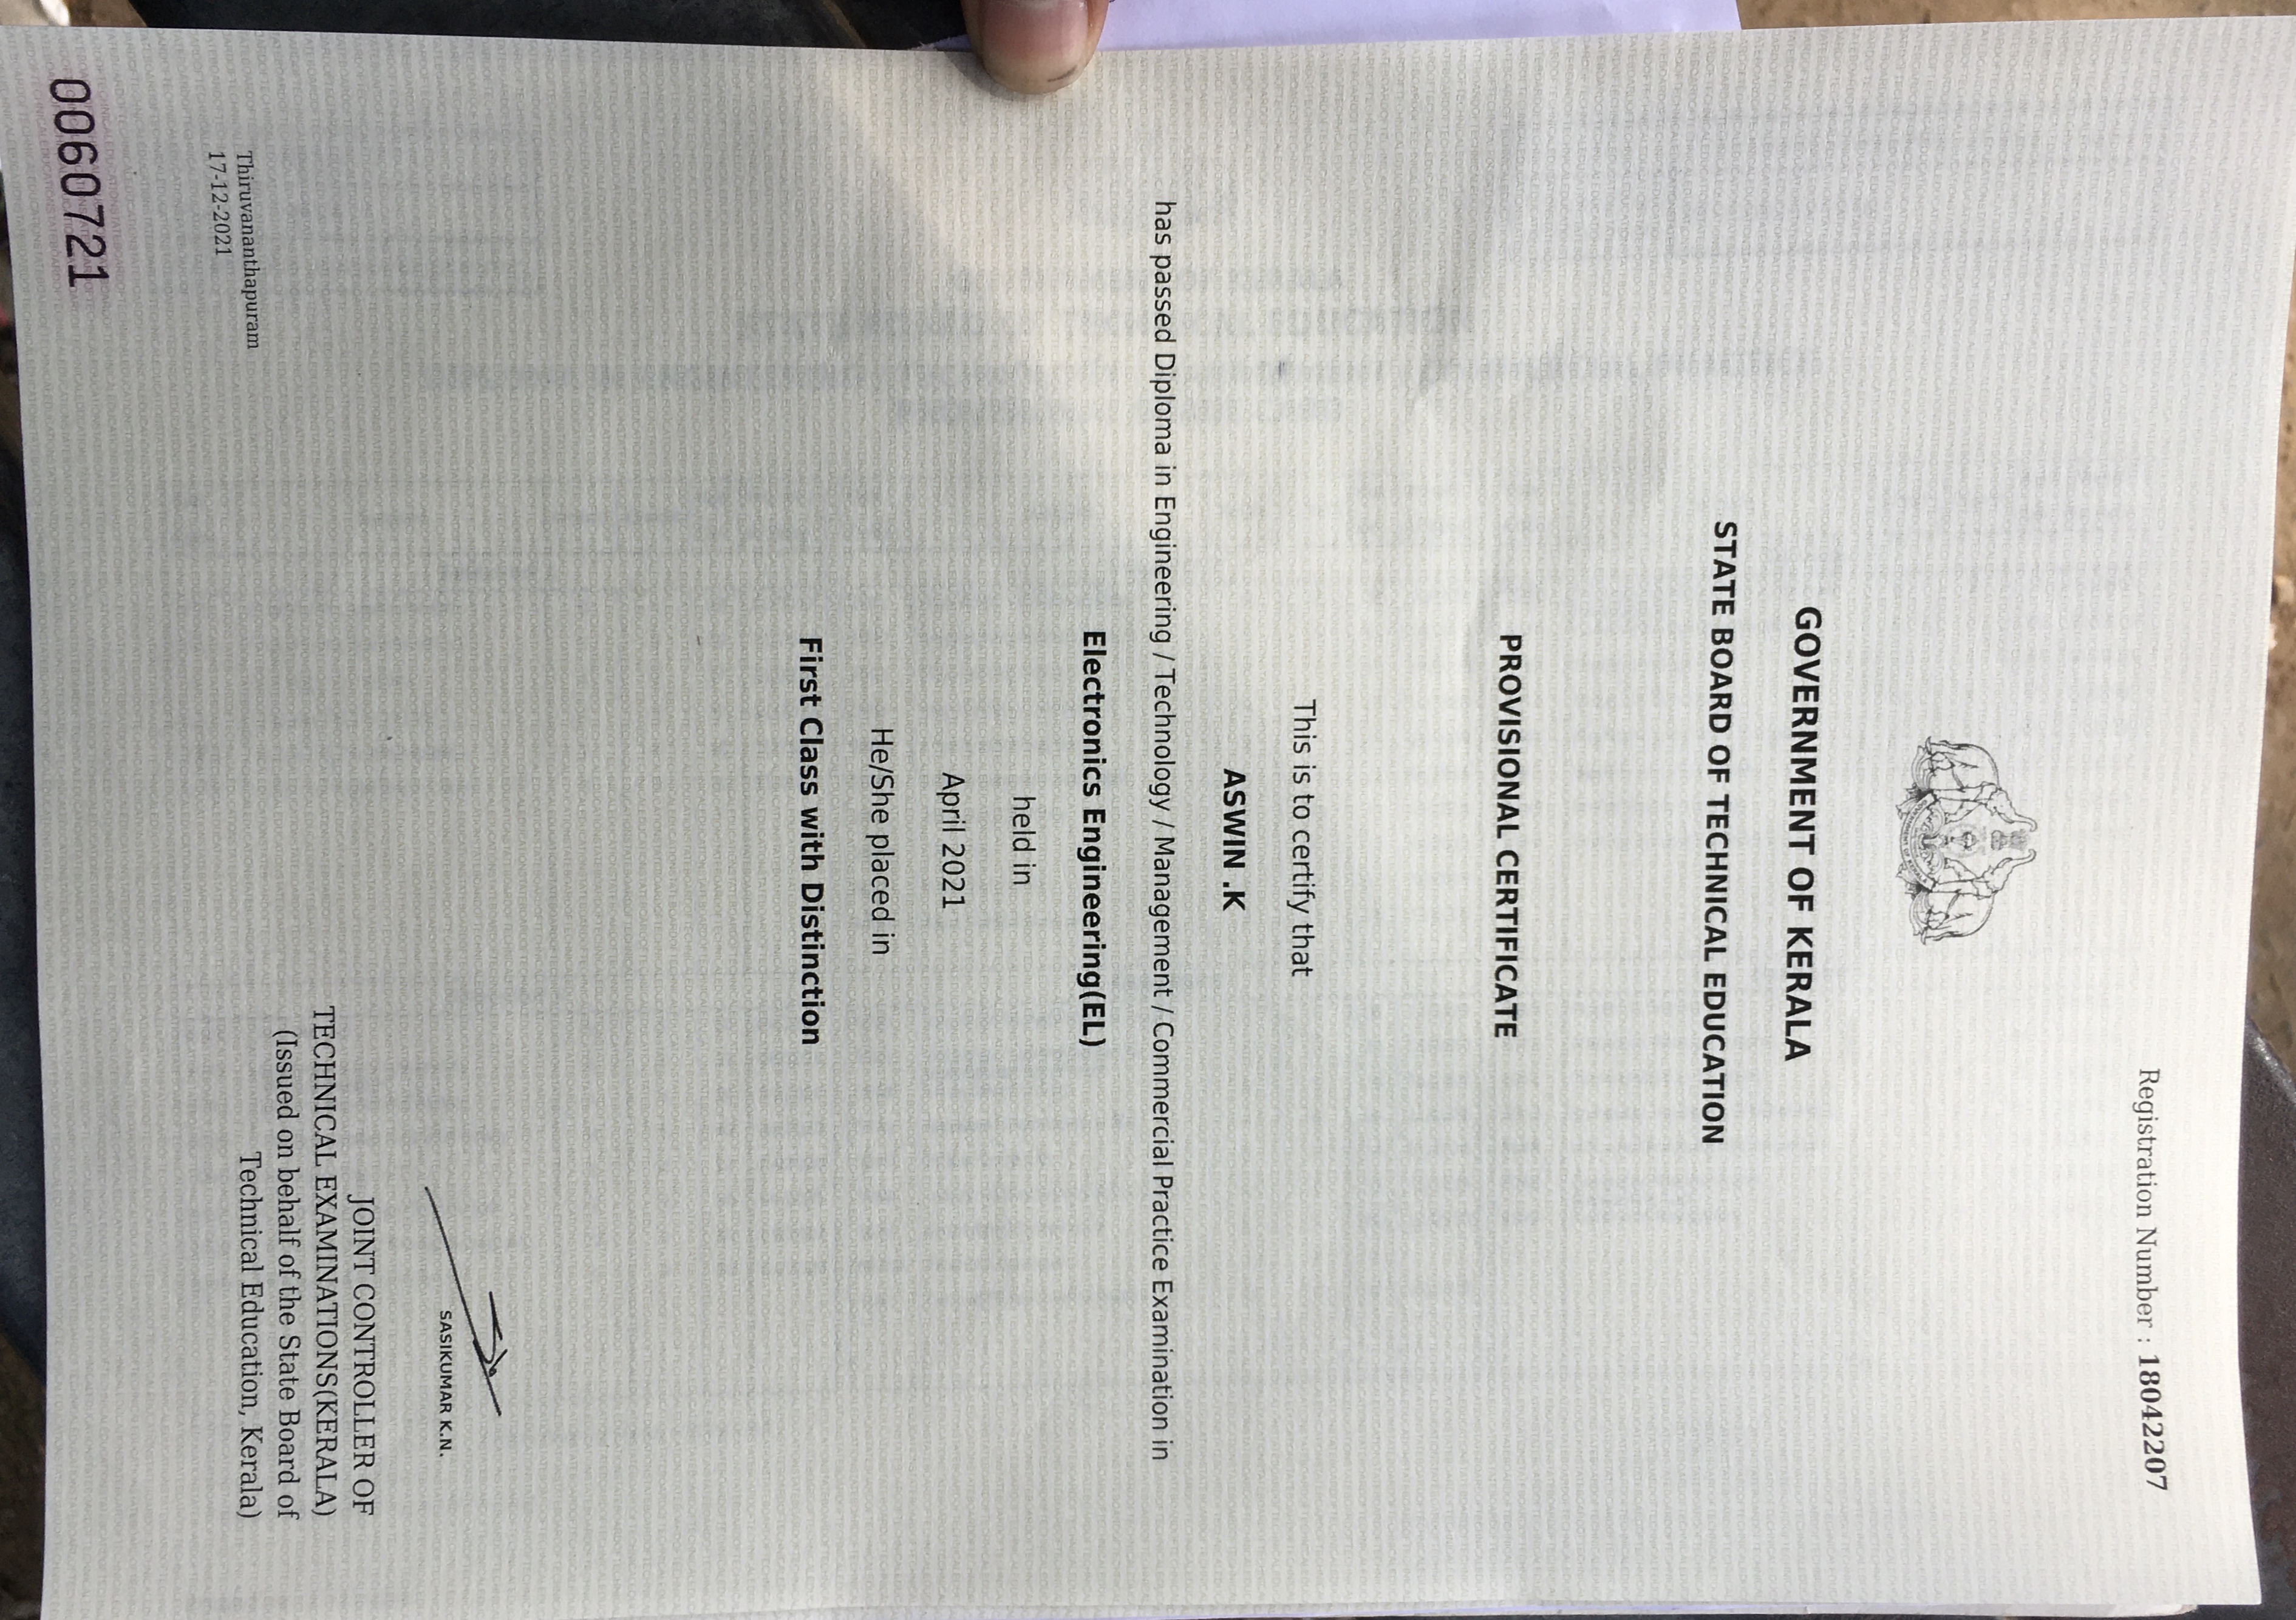 Registration Number : 18042207
GOVERNMENT OF KERALA
STATE BOARD OF TECHNICAL EDUCATION
PROVISIONAL CERTIFICATE
This is to certify that
ASWIN .K
has passed Diploma in Engineering / Technology / Management / Commercial Practice Examination in
Electronics Engineering(EL)
held in
April 2021
He/She placed in
First Class with Distinction
SASIKUMAR K.N.
JOINT CONTROLLER OF
TECHNICAL EXAMINATIONS(KERALA)
(Issued on behalf of the State Board of
Technical Education, Kerala)
Thiruvananthapuram
17-12-2021
0060721